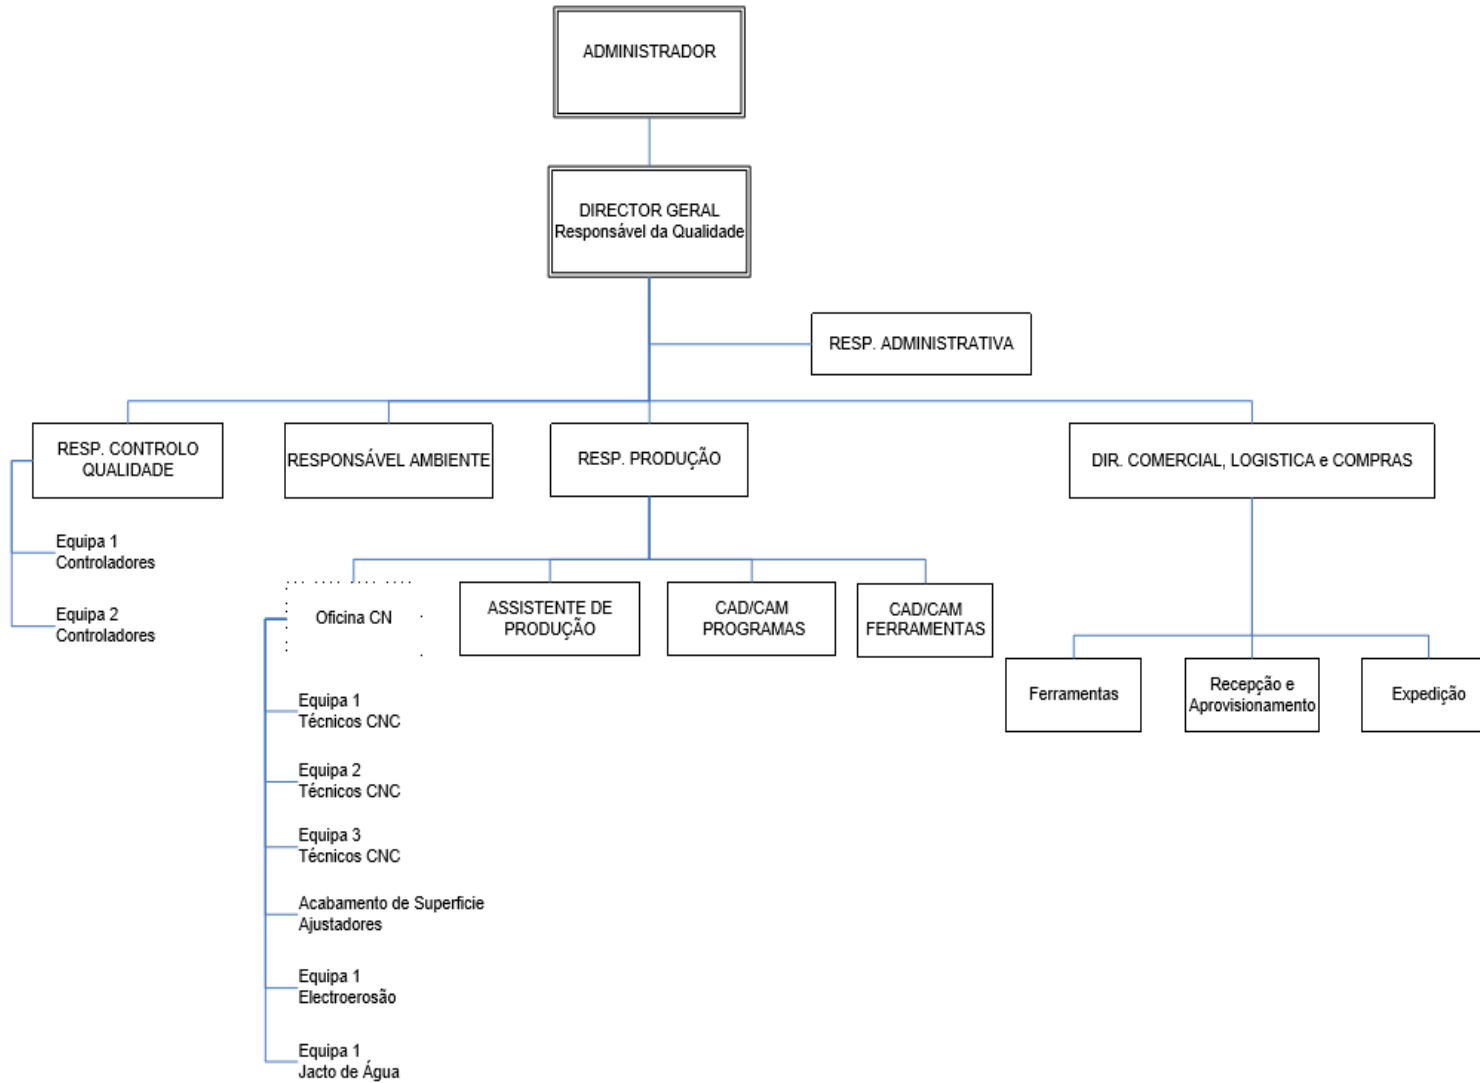 ADMINISTRADOR
DIRECTOR GERAL
Responsável da Qualidade
RESP. ADMINISTRATIVA
RESP. CONTROLO
QUALIDADE
RESPONSÁVEL AMBIENTE
RESP. PRODUÇÃO
DIR. COMERCIAL, LOGISTICA e COMPRAS
Equipa 1
Controladores
Equipa 2
Controladores
Oficina CN
ASSISTENTE DE
PRODUÇÃO
CAD/CAM
PROGRAMAS
CAD/CAM
FERRAMENTAS
Equipa 1
Técnicos CNC
Equipa 2
Técnicos CNC
Equipa 3
Técnicos CNC
Acabamento de Superficie
Ajustadores
Equipa 1
Electroerosão
Equipa 1
Jacto de Água
Ferramentas
Recepção e
Aprovisionamento
Expedição